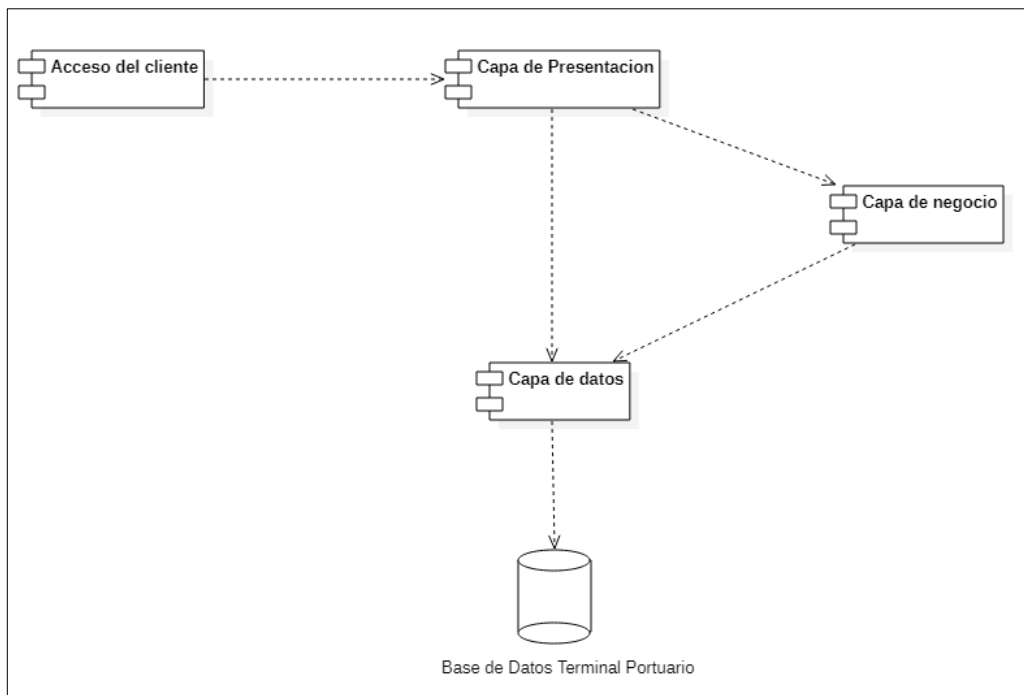 Acceso del cliente
Capa de Presentacion
Capa de negocio
Capa de datos
Base de Datos Terminal Portuario